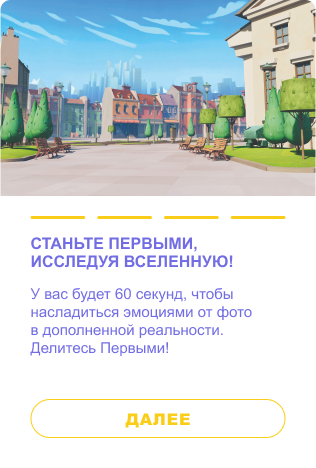 СТАНЬТЕ ПЕРВЫМИ,
ИССЛЕДУЯ ВСЕЛЕННУЮ!
У вас будет 60 секунд, чтобы
насладиться эмоциями от фото
в дополненной реальности.
Делитесь Первыми!
ДАЛЕЕ